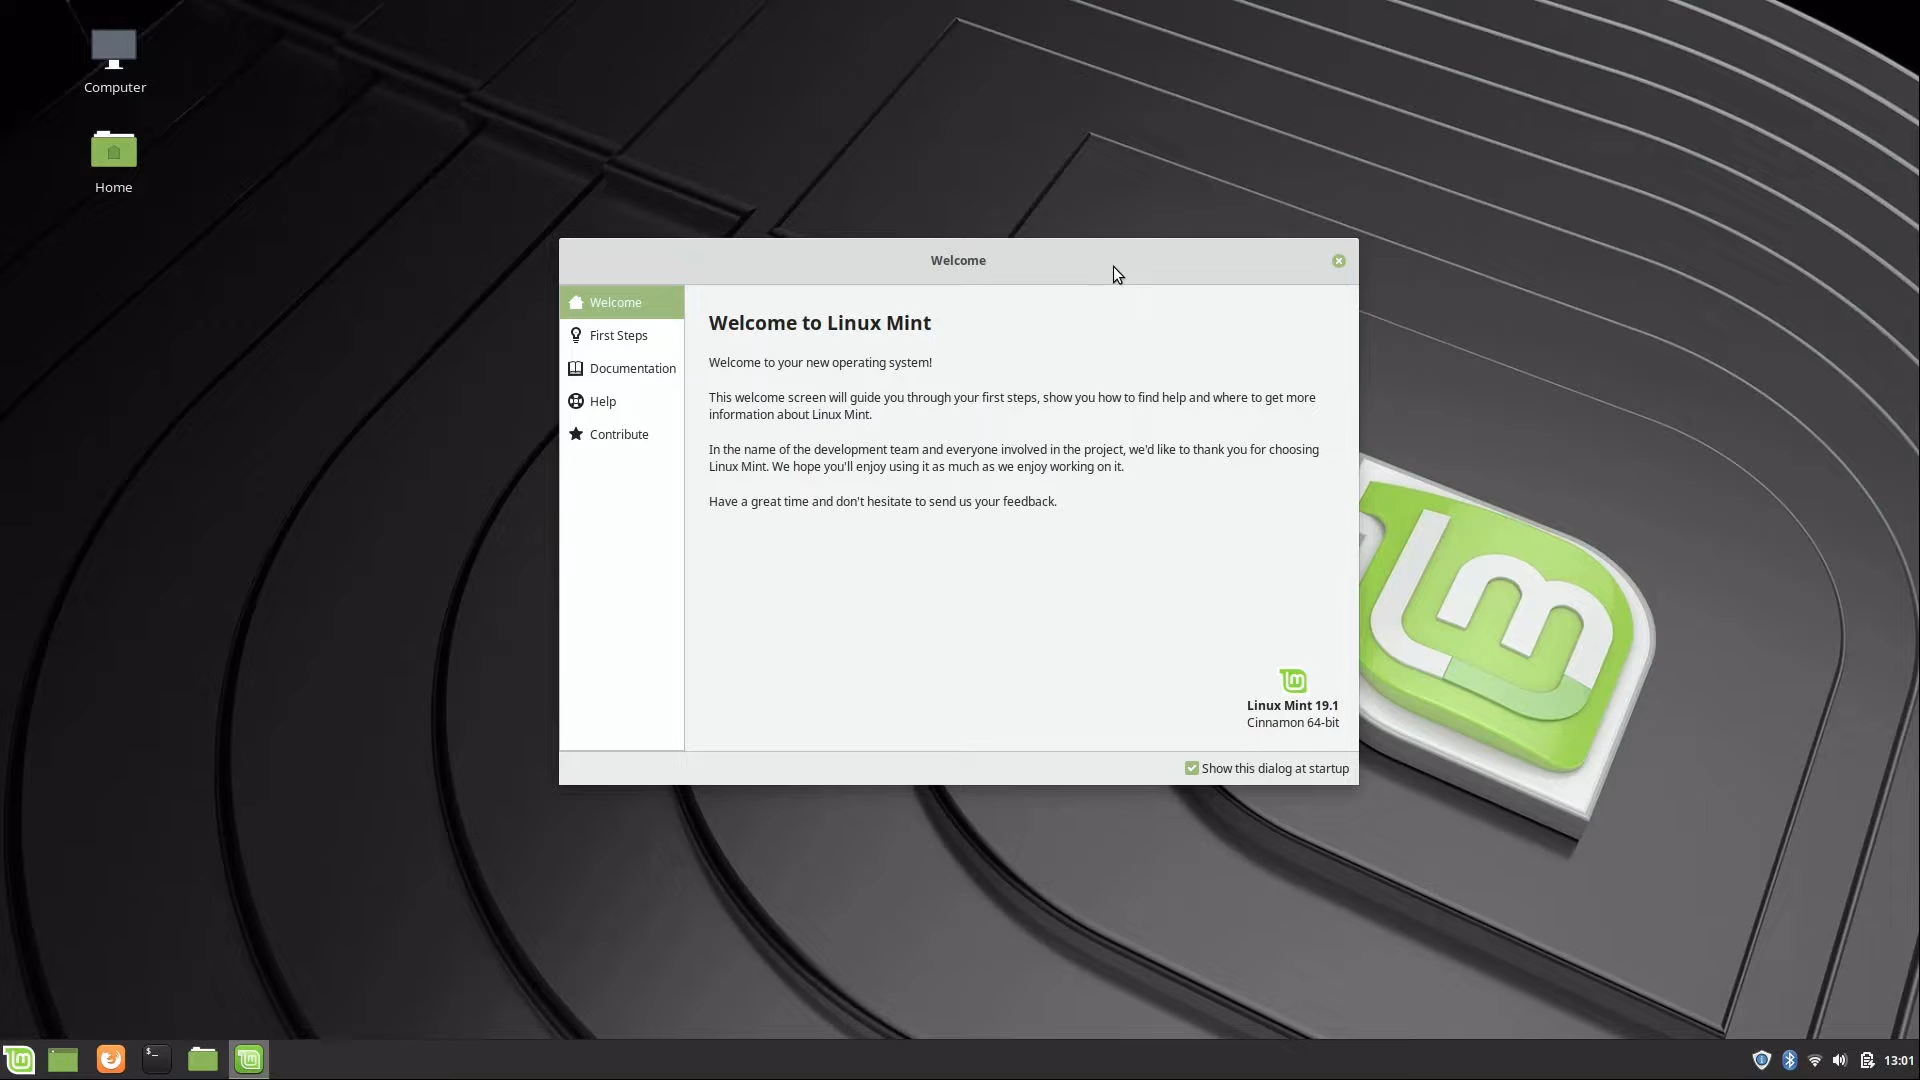 Computer
Home
Welcome
Welcome
First Steps
Documentation
Help
Contribute
Welcome to Linux Mint
Welcome to your new operating system!
This welcome screen will guide you through your first steps, show you how to find help and where to get more
information about Linux Mint.
In the name of the development team and everyone involved in the project, we'd like to thank you for choosing
Linux Mint. We hope you'll enjoy using it as much as we enjoy working on it.
Have a great time and don't hesitate to send us your feedback.
Linux Mint 19.1
Cinnamon 64-bit
Show this dialog at startup
$_
13:01